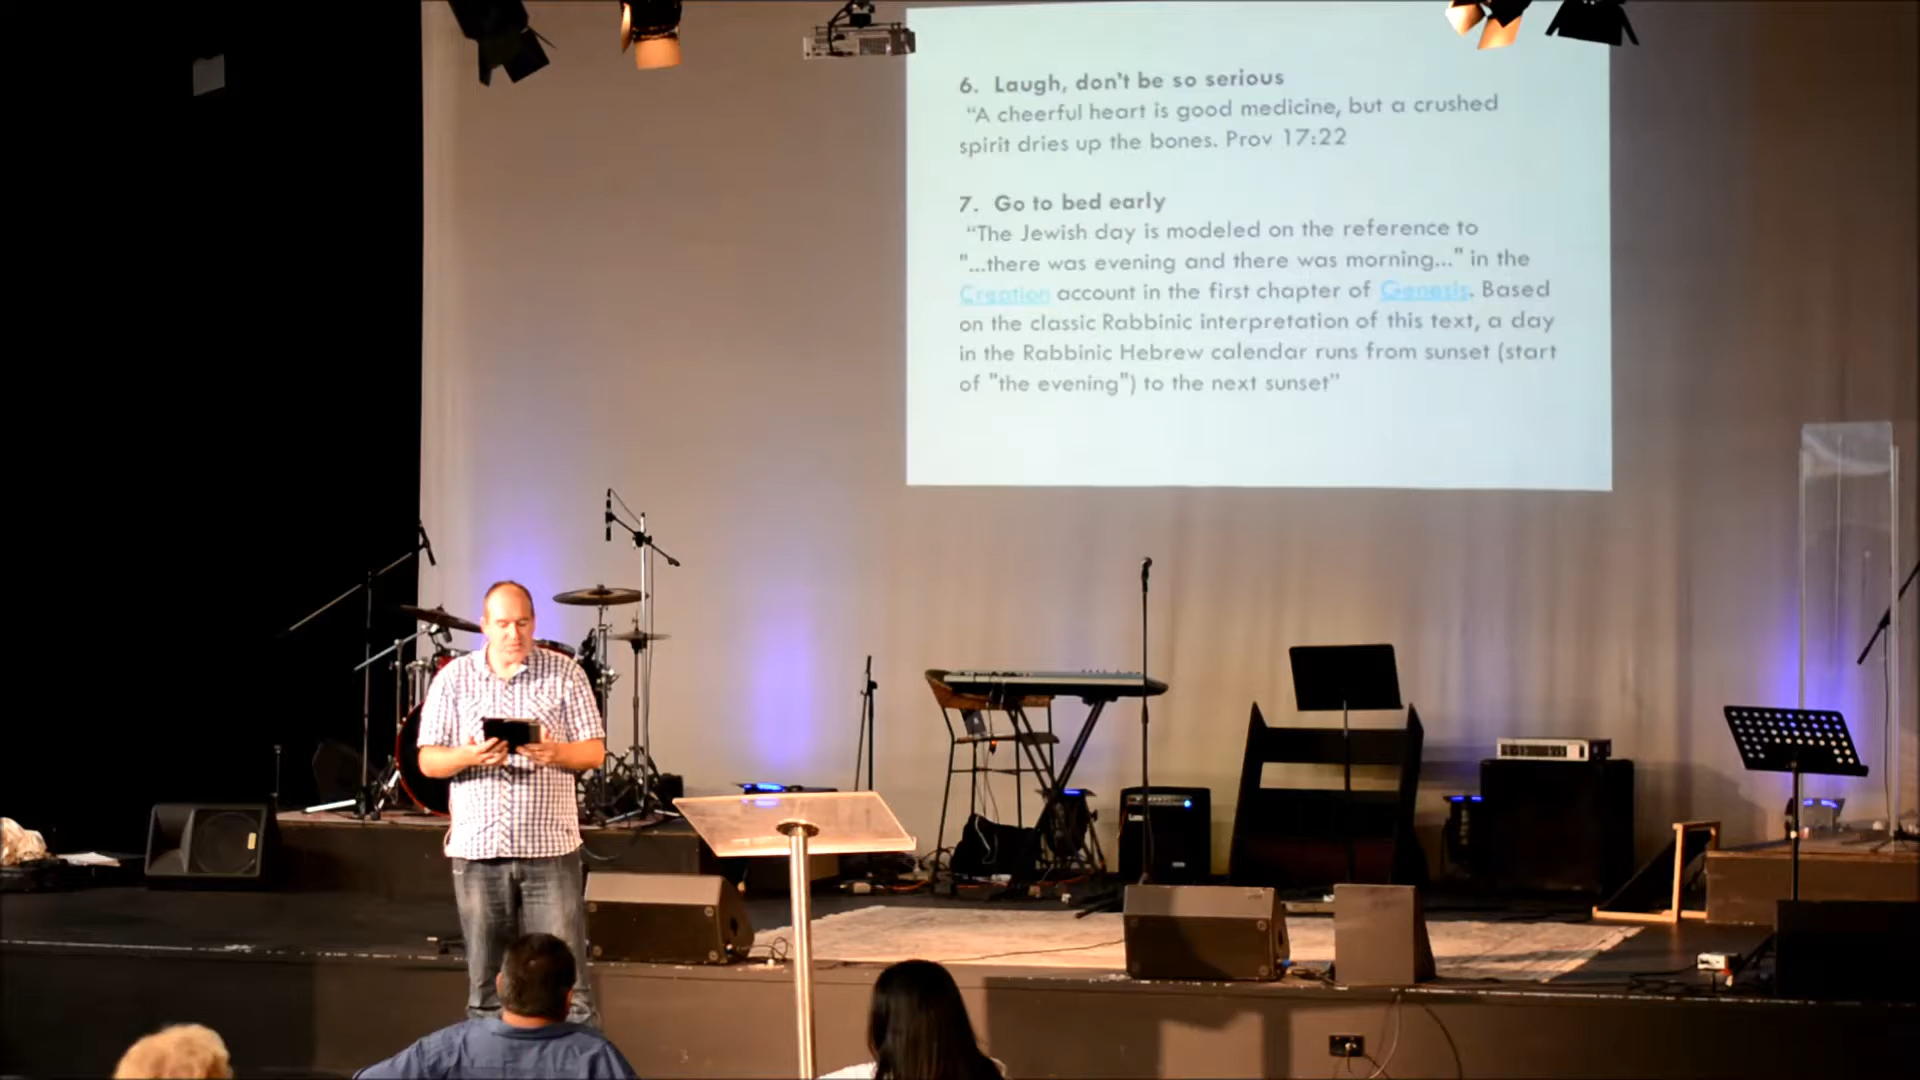 6. Laugh, don't be so serious
“A cheerful heart is good medicine, but a crushed
spirit dries up the bones. Prov 17:22
7. Go to bed early
“The Jewish day is modeled on the reference to
"...there was evening and there was morning..." in the
Creation account in the first chapter of Genesis. Based
on the classic Rabbinic interpretation of this text, a day
in the Rabbinic Hebrew calendar runs from sunset (start
of "the evening") to the next sunset”